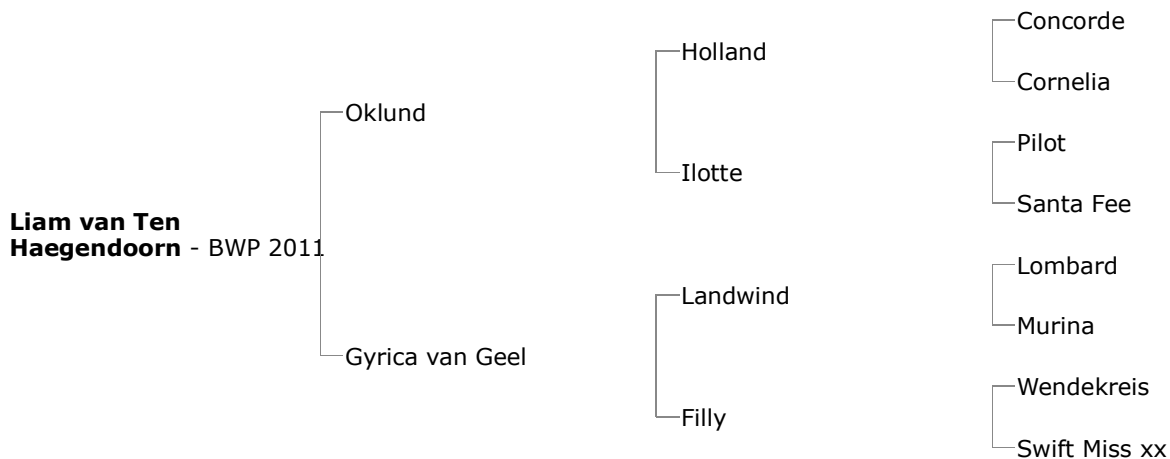 Concorde
Holland
Cornelia
Oklund
Pilot
Ilotte
Santa Fee
Liam van Ten
Haegendoorn - BWP 2011
Lombard
Landwind
Murina
Gyrica van Geel
Wendekreis
Filly
Swift Miss xx